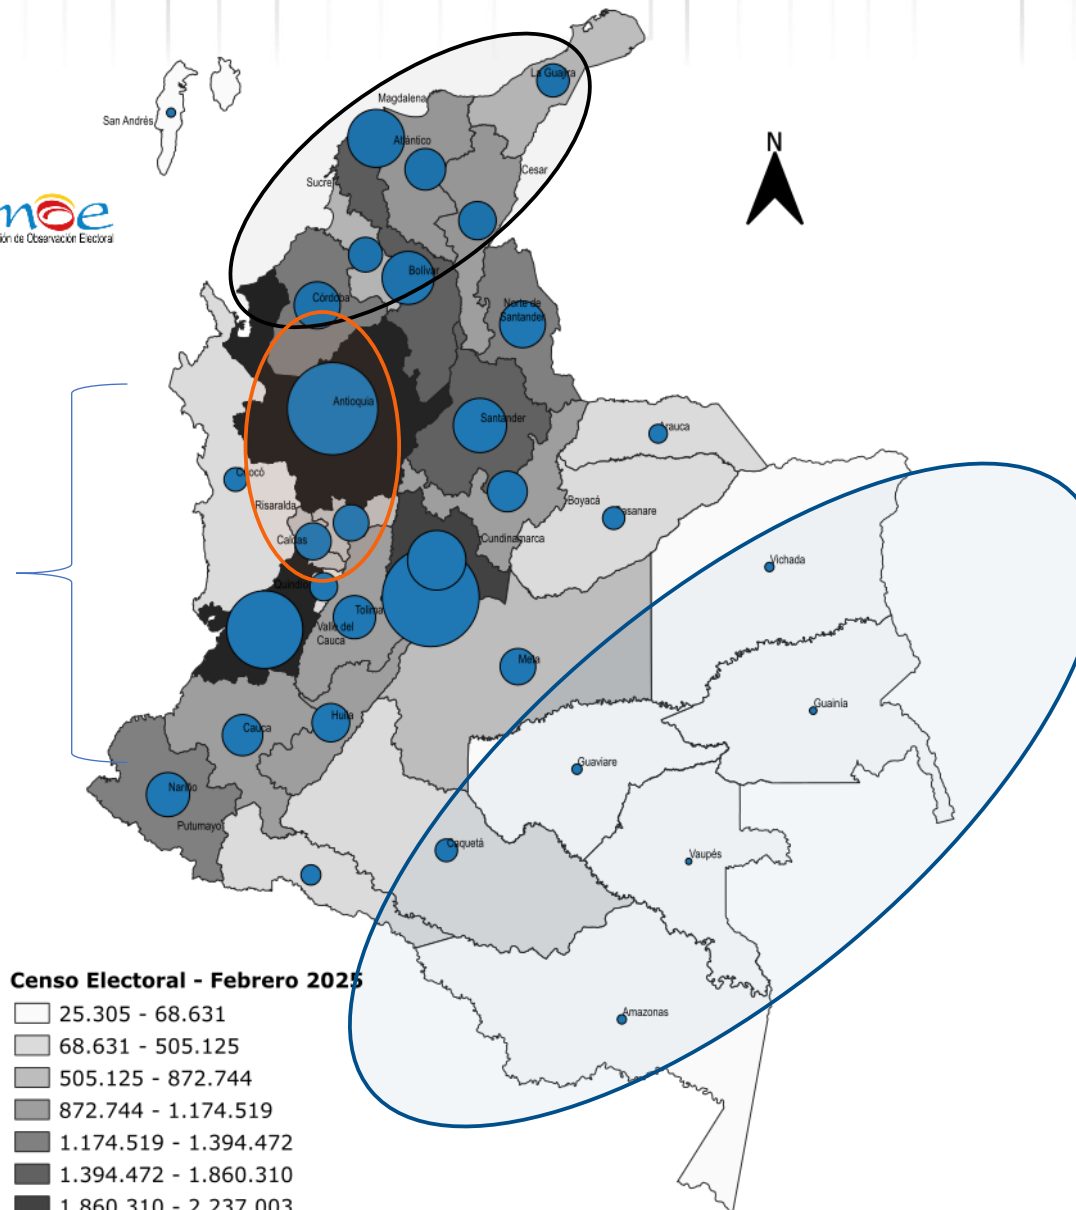 La Guajira
Magdalena
San Andrés
N
Atlántico
Cesar
Sucre
moe
ión de Observación Electoral
Bolívar
Córdoba
Norte de
Santander
Antioquia
Santander
Arauca
Chocó
Boyacá
Casanare
Risaralda
Caldas
Cundinamarca
Vichada
Quindío
Tolima
Valle del
Cauca
Meta
Guainía
Huila
Cauca
Guaviare
Nariño
Putumayo
Caquetá
Vaupés
Amazonas
Censo Electoral - Febrero 2025
25.305 - 68.631
68.631 - 505.125
505.125 - 872.744
872.744 - 1.174.519
1.174.519 - 1.394.472
1.394.472 - 1.860.310
1.860.310 - 2.237.003